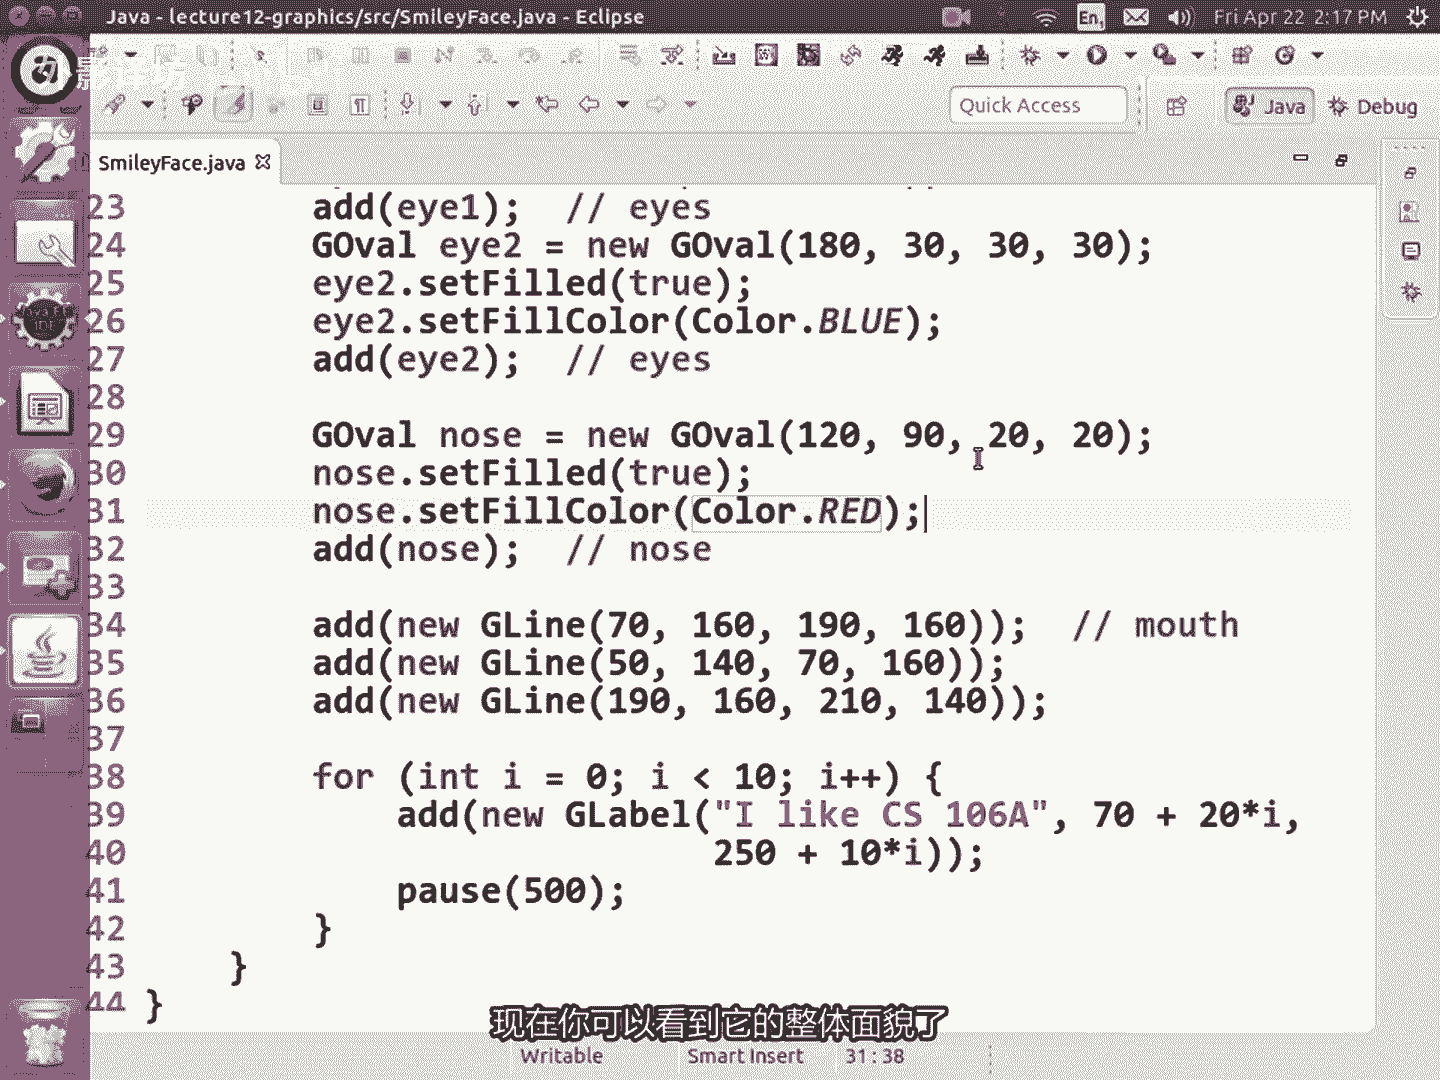 Java - lecture12-graphics/src/SmileyFace.java - Eclipse
En
Fri Apr 22 2:17 PM
Quick Access
Java
Debug
SmileyFace.java
23 add(eye1); // eyes
24 GOval eye2 = new GOval(180, 30, 30, 30);
25 eye2.setFilled(true);
26 eye2.setFillColor(Color.BLUE);
27 add(eye2); // eyes
28
29 GOval nose = new GOval(120, 90, 20, 20);
30 nose.setFilled(true);
31 nose.setFillColor(Color.RED);
32 add(nose); // nose
33
34 add(new GLine(70, 160, 190, 160)); // mouth
35 add(new GLine(50, 140, 70, 160));
36 add(new GLine(190, 160, 210, 140));
37
38 for (int i = 0; i < 10; i++) {
39 add(new GLabel("I like CS 106A", 70 + 20*i,
40 250 + 10*i));
41 pause(500);
42 }
43 }
44 }
现在你可以看到它的整体面貌了
Writable
Smart Insert
31 : 38